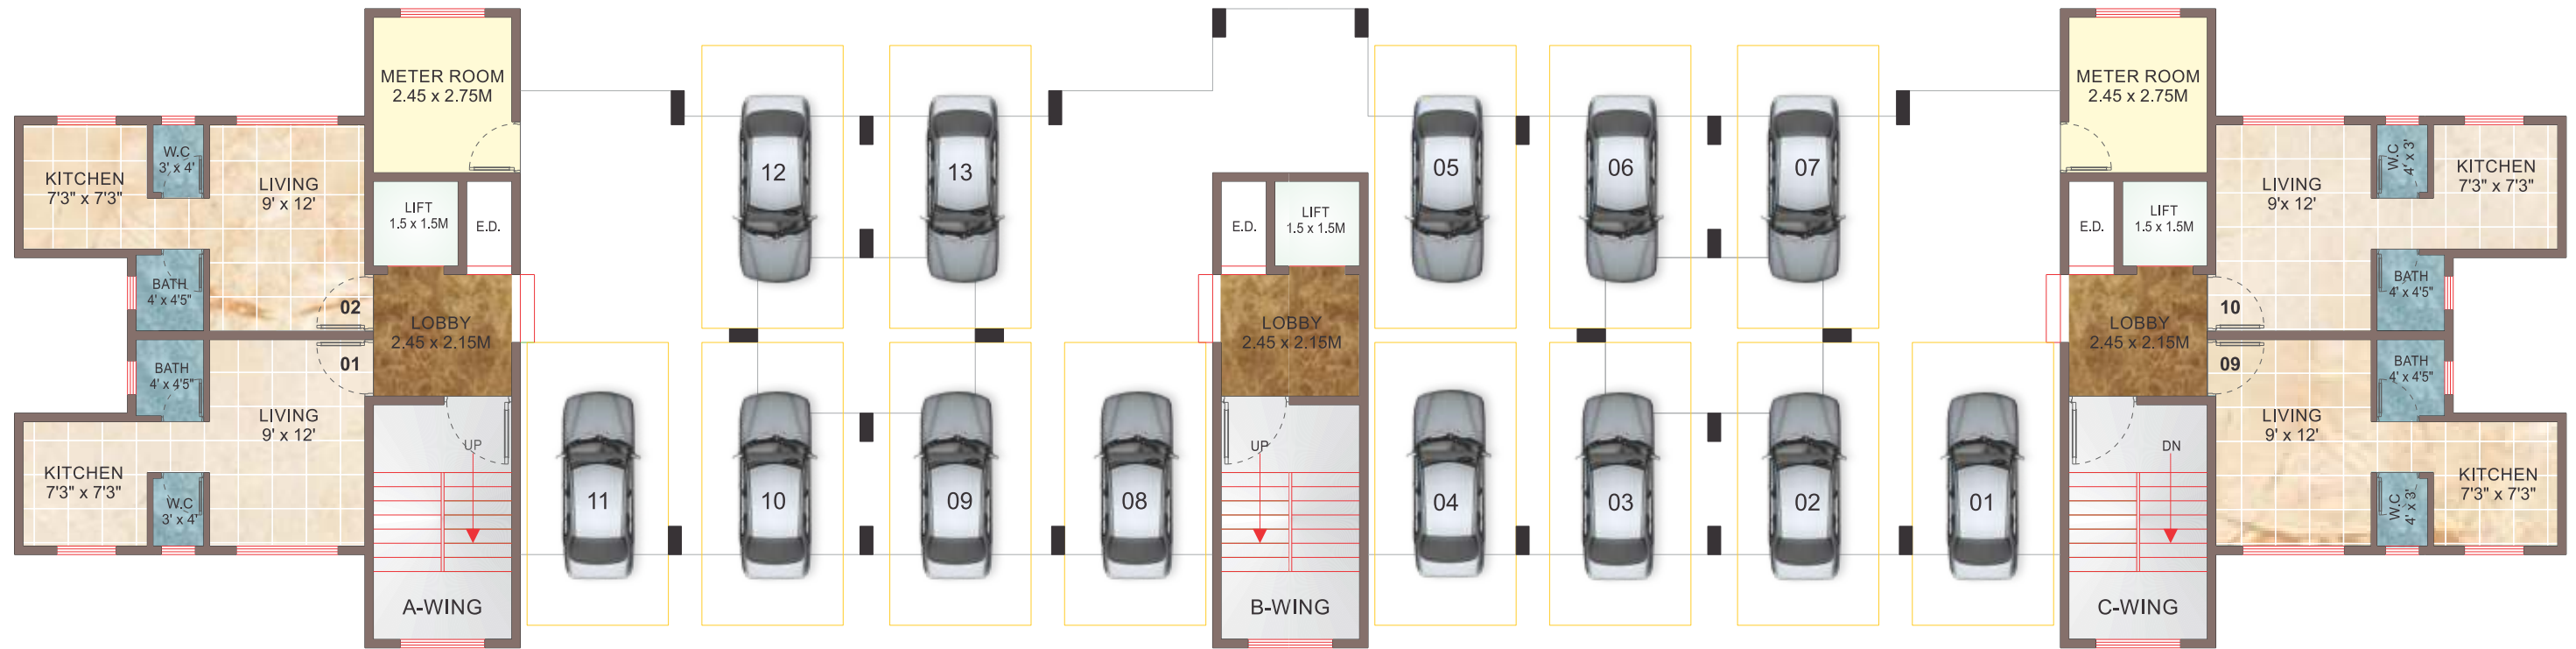 METER ROOM
2.45 x 2.75M
KITCHEN
7'3" x 7'3"
W.C
3' x 4'
LIVING
9' x 12'
LIFT
1.5 x 1.5M
E.D.
BATH
4' x 4'5"
02
LOBBY
2.45 x 2.15M
BATH
4' x 4'5"
01
LIVING
9' x 12'
KITCHEN
7'3" x 7'3"
W.C
3' x 4'
UP
A-WING
12
13
11
10
09
08
E.D.
LIFT
1.5 x 1.5M
LOBBY
2.45 x 2.15M
UP
B-WING
05
06
07
04
03
02
01
METER ROOM
2.45 x 2.75M
E.D.
LIFT
1.5 x 1.5M
LOBBY
2.45 x 2.15M
DN
C-WING
LIVING
9'x 12'
W.C
4' x 3'
KITCHEN
7'3" x 7'3"
BATH
4' x 4'5"
10
09
BATH
4' x 4'5"
LIVING
9' x 12'
W.C
4' x 3'
KITCHEN
7'3" x 7'3"